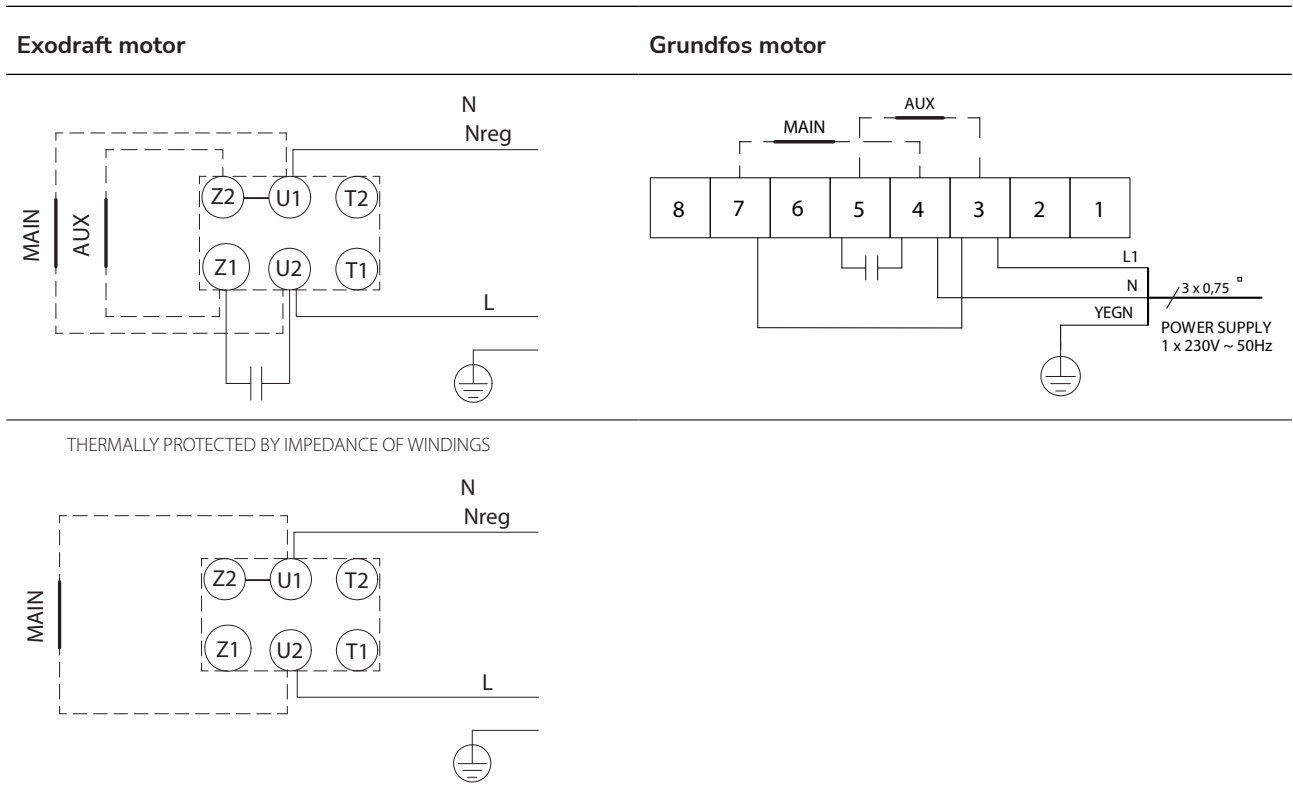 Exodraft motor
Grundfos motor
N
Nreg
MAIN
AUX
Z2
U1
T2
Z1
U2
T1
L
AUX
MAIN
8
7
6
5
4
3
2
1
L1
N
3 x 0,75
YEGN
POWER SUPPLY
1 x 230V ~ 50Hz
THERMALLY PROTECTED BY IMPEDANCE OF WINDINGS
N
Nreg
MAIN
Z2
U1
T2
Z1
U2
T1
L